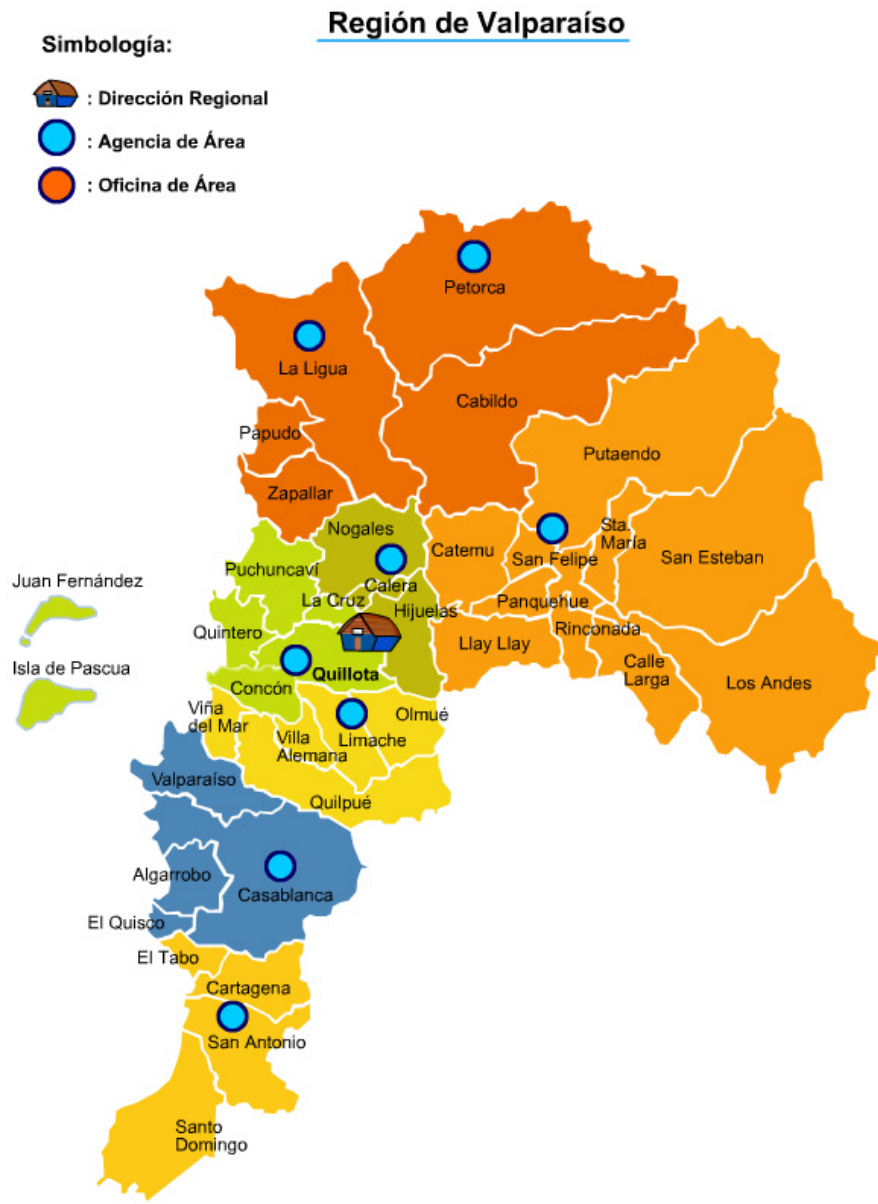 Región de Valparaíso
Simbología:
: Dirección Regional
: Agencia de Área
: Oficina de Área
Petorca
La Ligua
Cabildo
Papudo
Putaendo
Zapallar
Nogales
Sta.
María
Catemu
San Felipe
San Esteban
Puchuncaví
Calera
Juan Fernández
La Cruz
Hijuelas
Panquehue
Quintero
Rinconada
Llay Llay
Isla de Pascua
Quillota
Calle
Larga
Los Andes
Concón
Viña
del Mar
Olmué
Villa
Alemana
Limache
Valparaíso
Quilpué
Algarrobo
Casablanca
El Quisco
El Tabo
Cartagena
San Antonio
Santo
Domingo